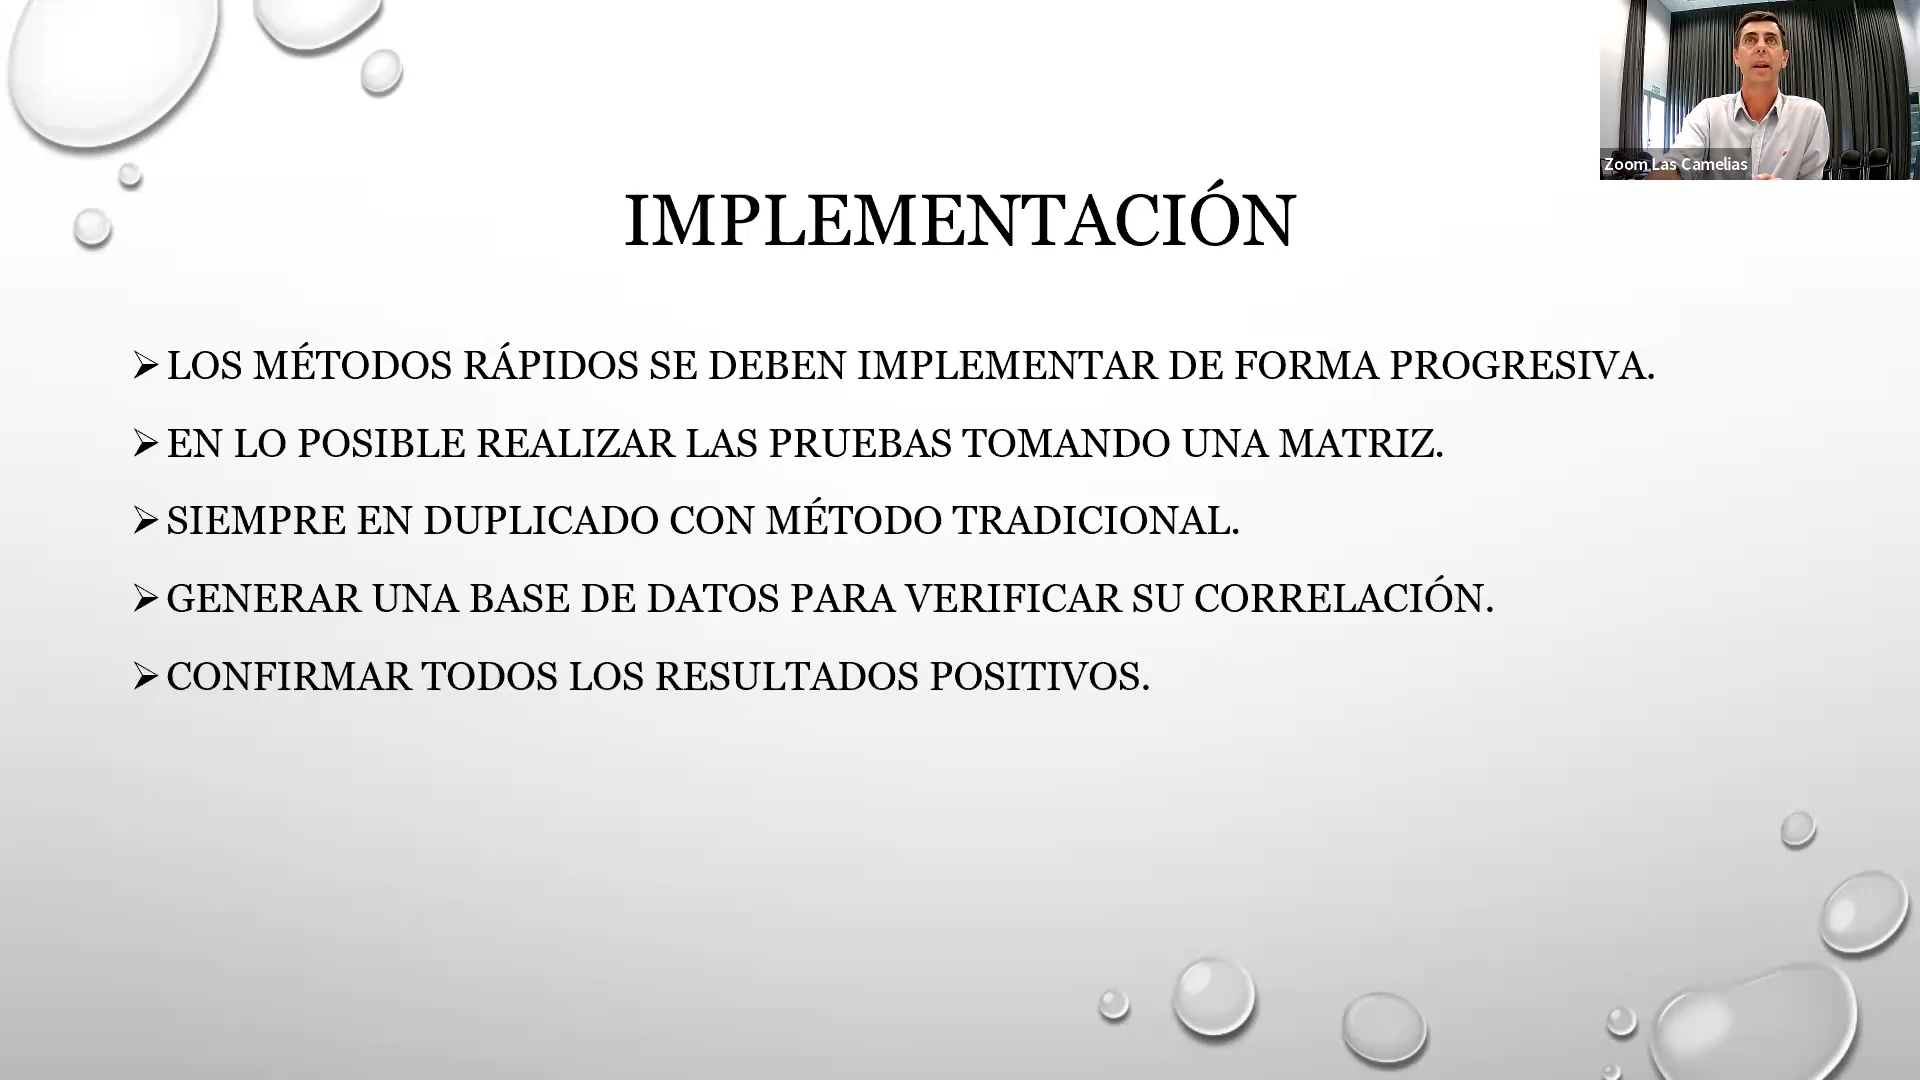 Zoom Las Camelias
IMPLEMENTACIÓN
LOS MÉTODOS RÁPIDOS SE DEBEN IMPLEMENTAR DE FORMA PROGRESIVA.
EN LO POSIBLE REALIZAR LAS PRUEBAS TOMANDO UNA MATRIZ.
SIEMPRE EN DUPLICADO CON MÉTODO TRADICIONAL.
GENERAR UNA BASE DE DATOS PARA VERIFICAR SU CORRELACIÓN.
CONFIRMAR TODOS LOS RESULTADOS POSITIVOS.